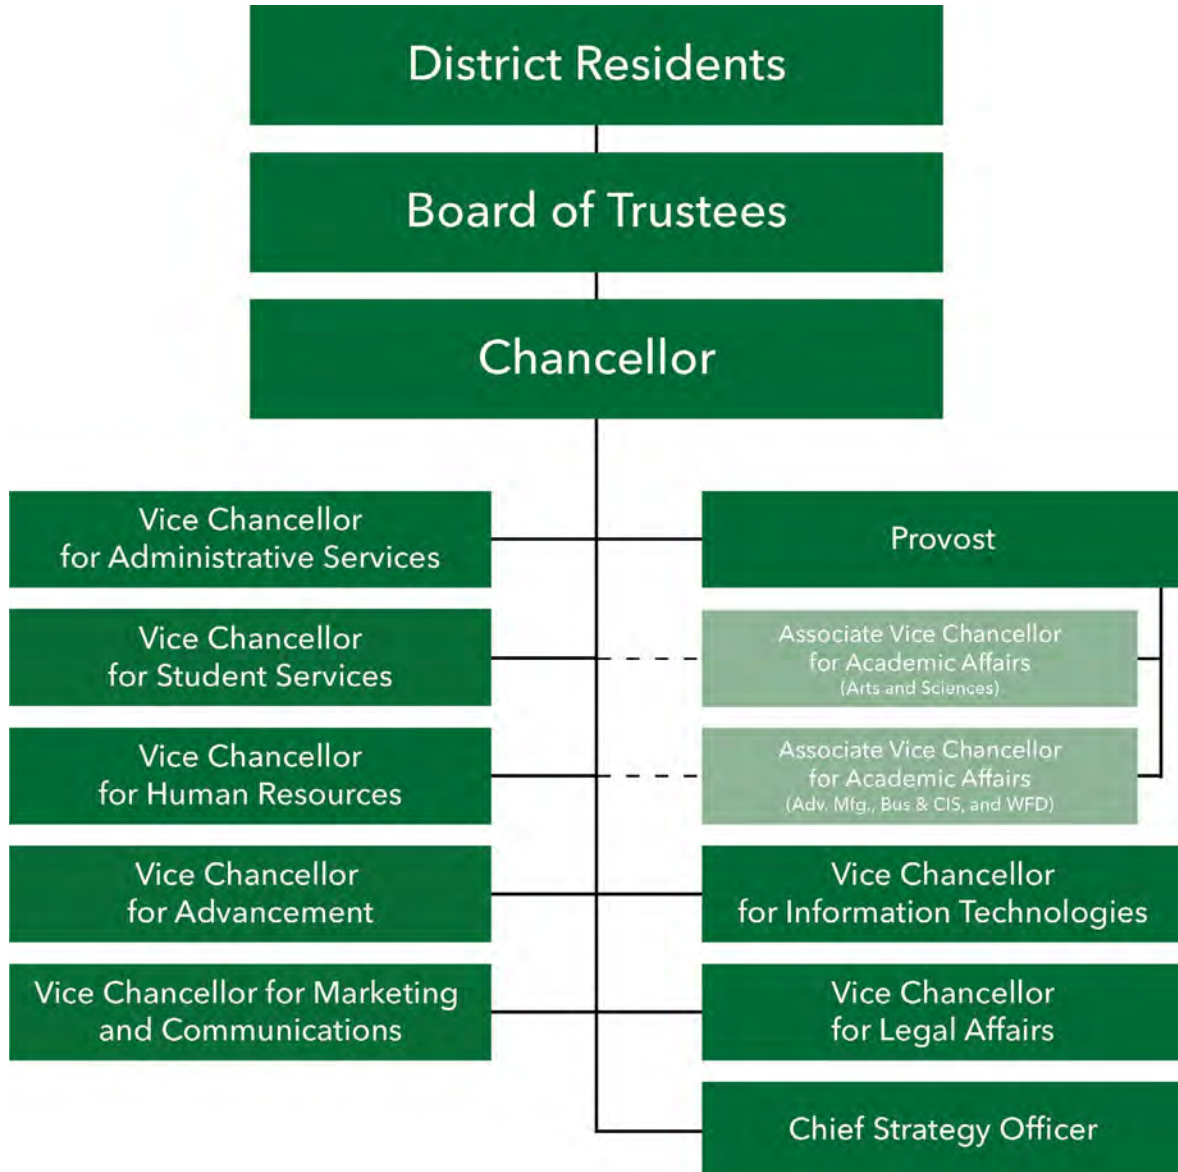 District Residents
Board of Trustees
Chancellor
Vice Chancellor
for Administrative Services
Provost
Vice Chancellor
for Student Services
Associate Vice Chancellor
for Academic Affairs
(Arts and Sciences)
Vice Chancellor
for Human Resources
Associate Vice Chancellor
for Academic Affairs
(Adv. Mfg., Bus & CIS, and WFD)
Vice Chancellor
for Advancement
Vice Chancellor
for Information Technologies
Vice Chancellor for Marketing
and Communications
Vice Chancellor
for Legal Affairs
Chief Strategy Officer